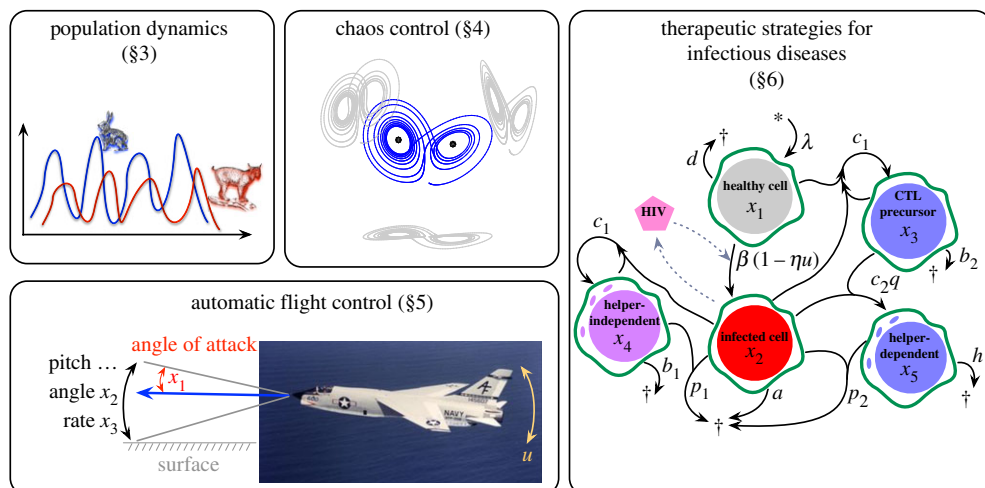 population dynamics
(§3)
chaos control (§4)
automatic flight control (§5)
angle of attack
pitch …
x₁
angle x₂
rate x₃
surface
AF
NAVY
u
therapeutic strategies for
infectious diseases
(§6)
*
λ
†
d
healthy cell
x₁
c₁
CTL
precursor
x₃
b₂
†
HIV
β (1 – ηu)
c₂q
c₁
helper-
independent
x₄
b₁
†
p₁
infected cell
x₂
a
†
p₂
helper-
dependent
x₅
h
†